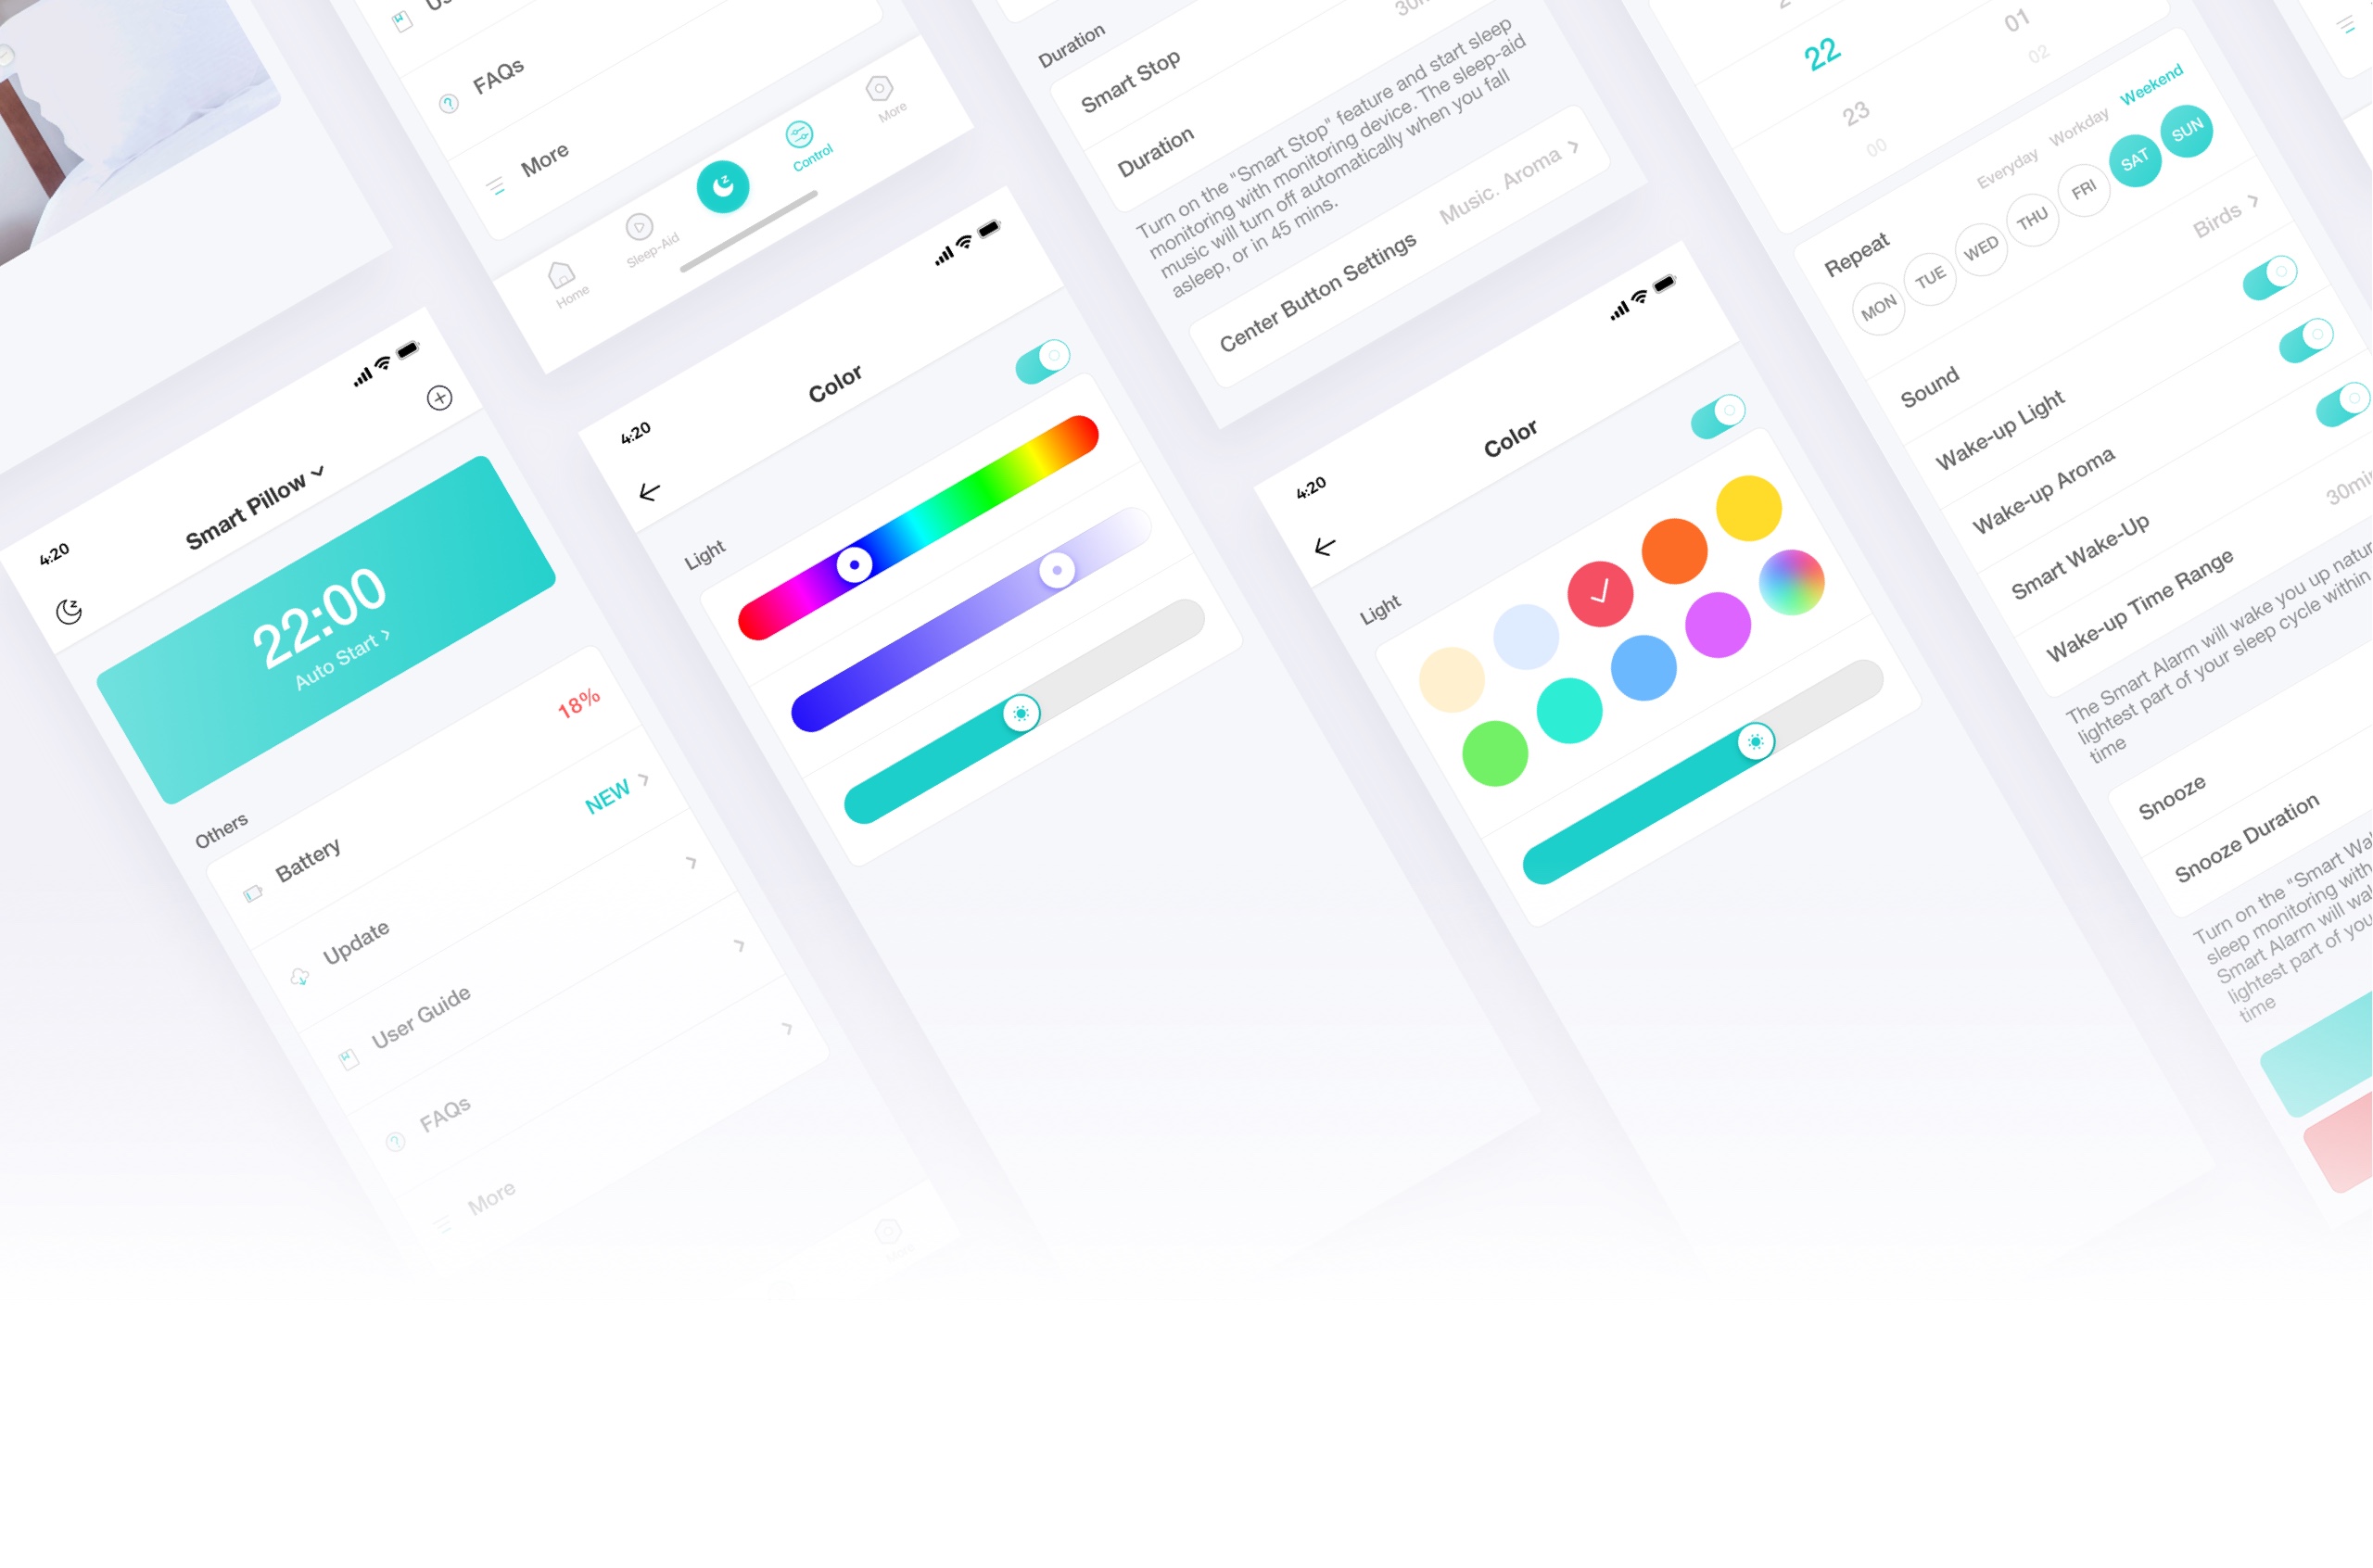 FAQs
More
Home
Sleep-Aid
Control
More
4:20
Smart Pillow
22:00
Auto Start
Others
Battery
18%
Update
NEW
User Guide
FAQs
More
4:20
Color
Light
Duration
Smart Stop
Duration
Turn on the "Smart Stop" feature and start sleep
monitoring with monitoring device. The sleep-aid
music will turn off automatically when you fall
asleep, or in 45 mins.
Center Button Settings
Music. Aroma
4:20
Color
Light
22
01
23
02
00
Repeat
Everyday
Workday
Weekend
MON
TUE
WED
THU
FRI
SAT
SUN
Sound
Birds
Wake-up Light
Wake-up Aroma
Smart Wake-Up
Wake-up Time Range
The Smart Alarm will wake you up
lightest part of your sleep cycle within
time
Snooze
Snooze Duration
Turn on the "Smart
sleep monitoring with
Smart Alarm will
lightest part of
time